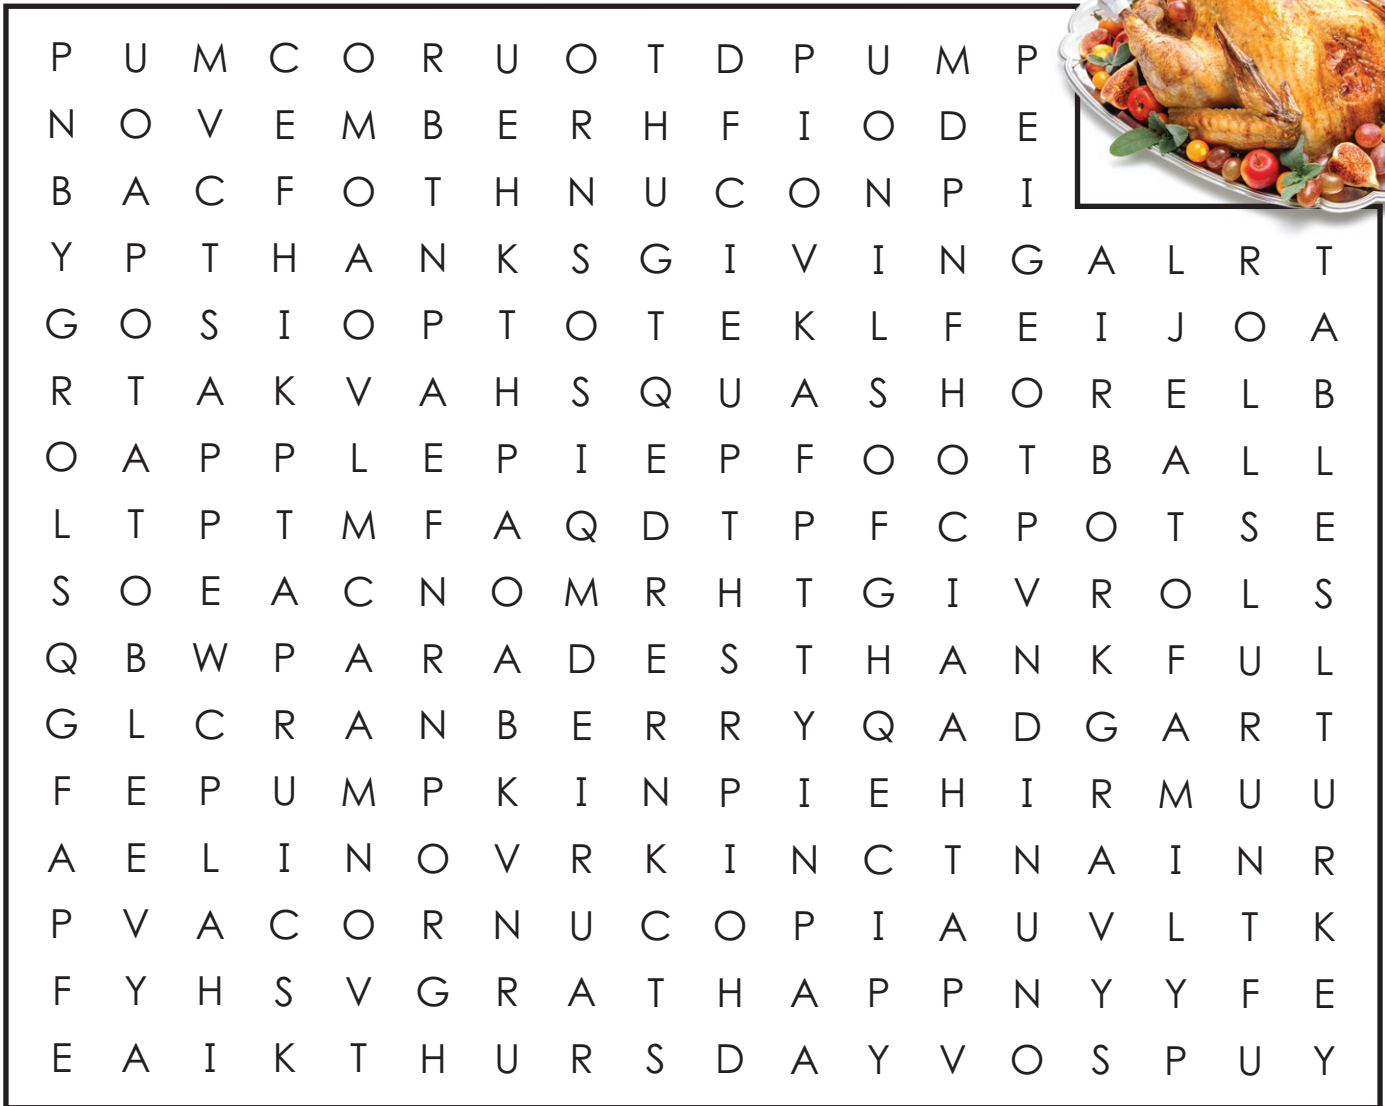 P U M C O R U O T D P U M P
N O V E M B E R H F I O D E
B A C F O T H N U C O N P I
Y P T H A N K S G I V I N G A L R T
G O S I O P T O T E K L F E I J O A
R T A K V A H S Q U A S H O R E L B
O A P P L E P I E P F O O T B A L L
L T P T M F A Q D T P F C P O T S E
S O E A C N O M R H T G I V R O L S
Q B W P A R A D E S T H A N K F U L
G L C R A N B E R R Y Q A D G A R T
F E P U M P K I N P I E H I R M U U
A E L I N O V R K I N C T N A I N R
P V A C O R N U C O P I A U V L T K
F Y H S V G R A T H A P P N Y Y F E
E A I K T H U R S D A Y V O S P U Y